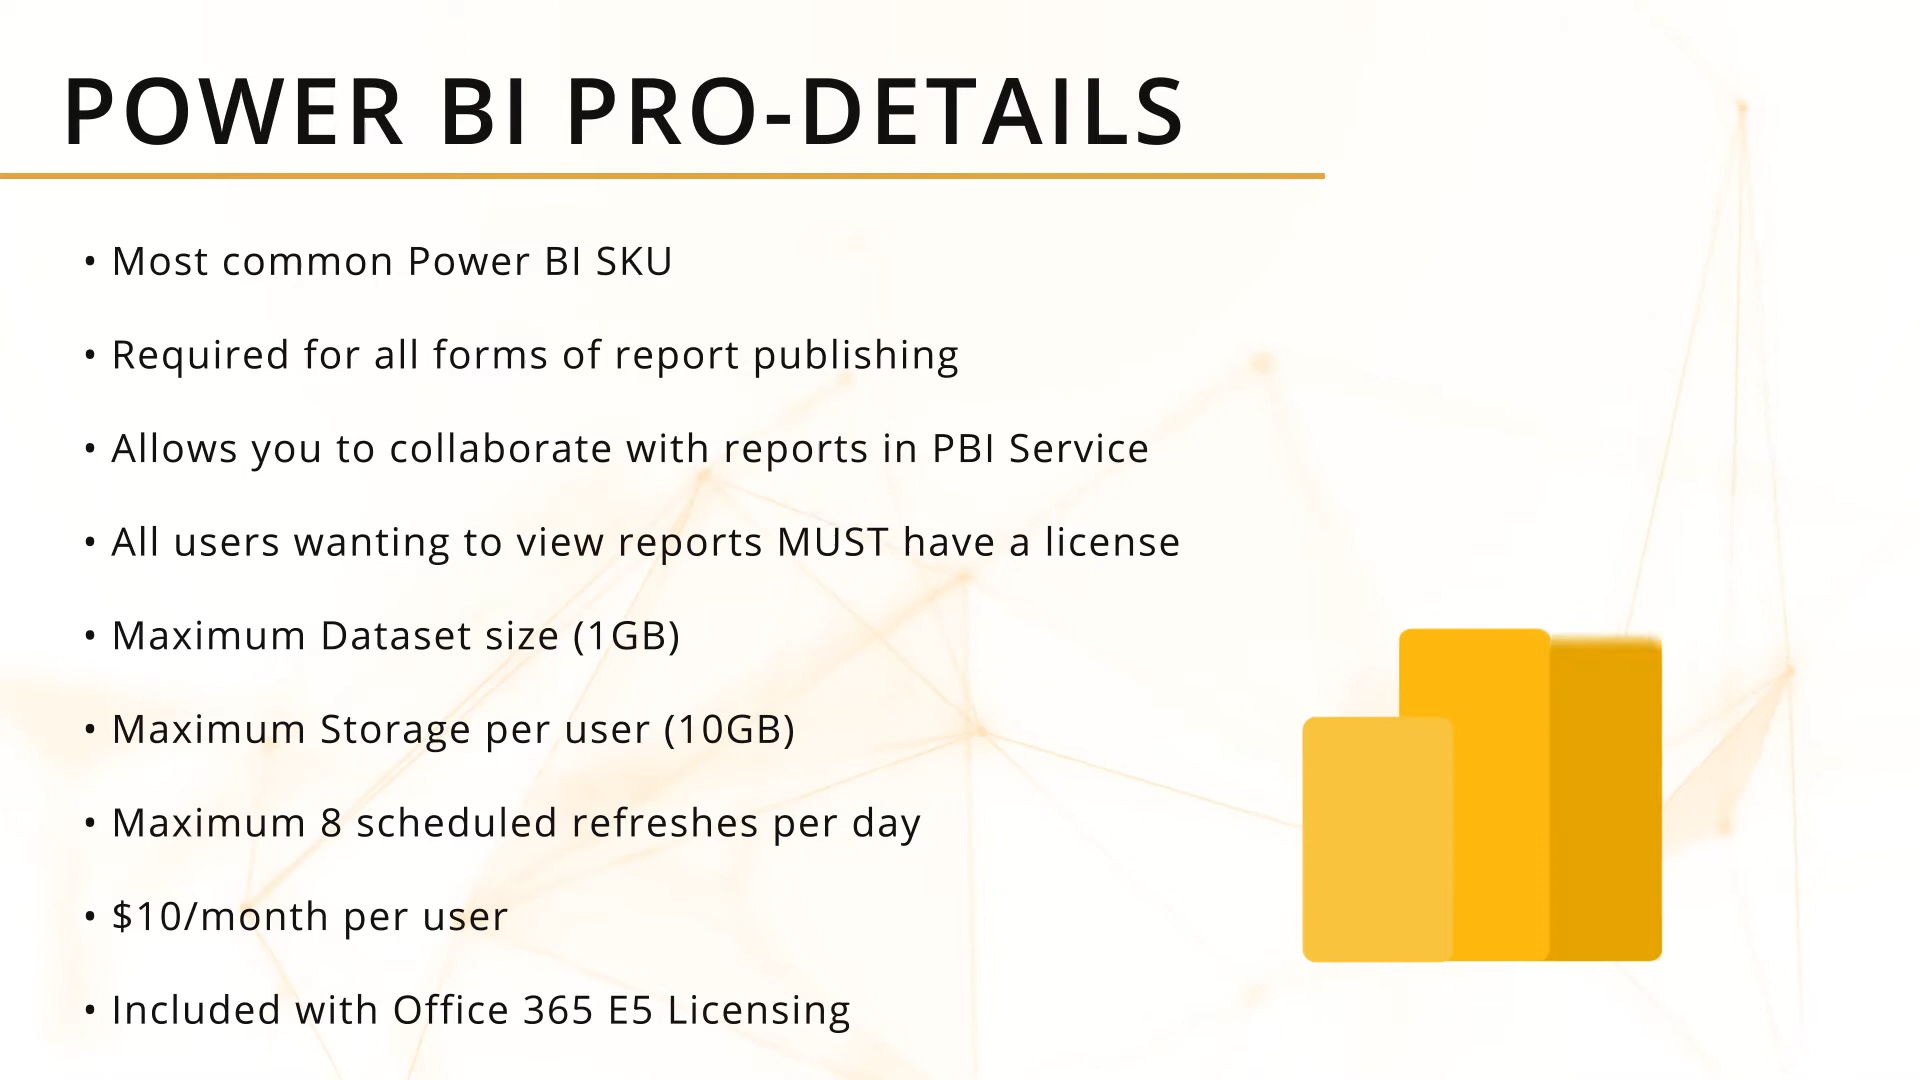 POWER BI PRO-DETAILS
• Most common Power BI SKU
• Required for all forms of report publishing
• Allows you to collaborate with reports in PBI Service
• All users wanting to view reports MUST have a license
• Maximum Dataset size (1GB)
• Maximum Storage per user (10GB)
• Maximum 8 scheduled refreshes per day
• $10/month per user
• Included with Office 365 E5 Licensing